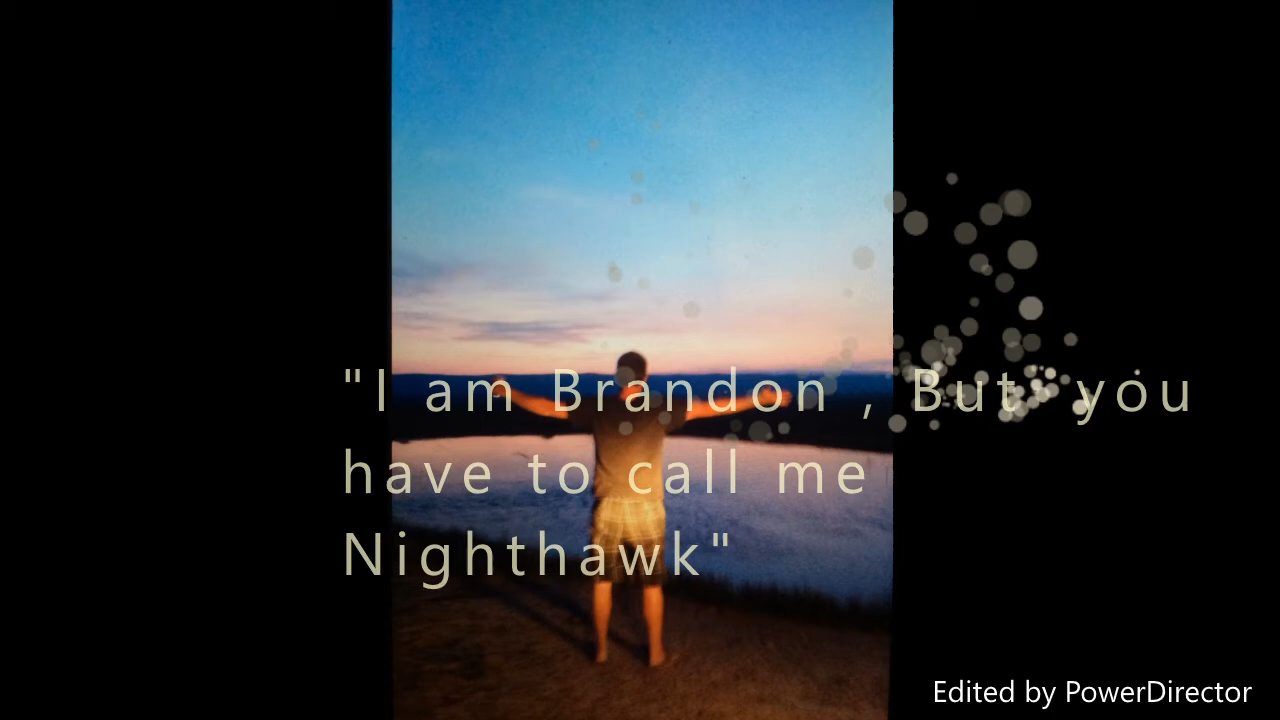 "I am Brandon , But you
have to call me
Nighthawk"
Edited by PowerDirector